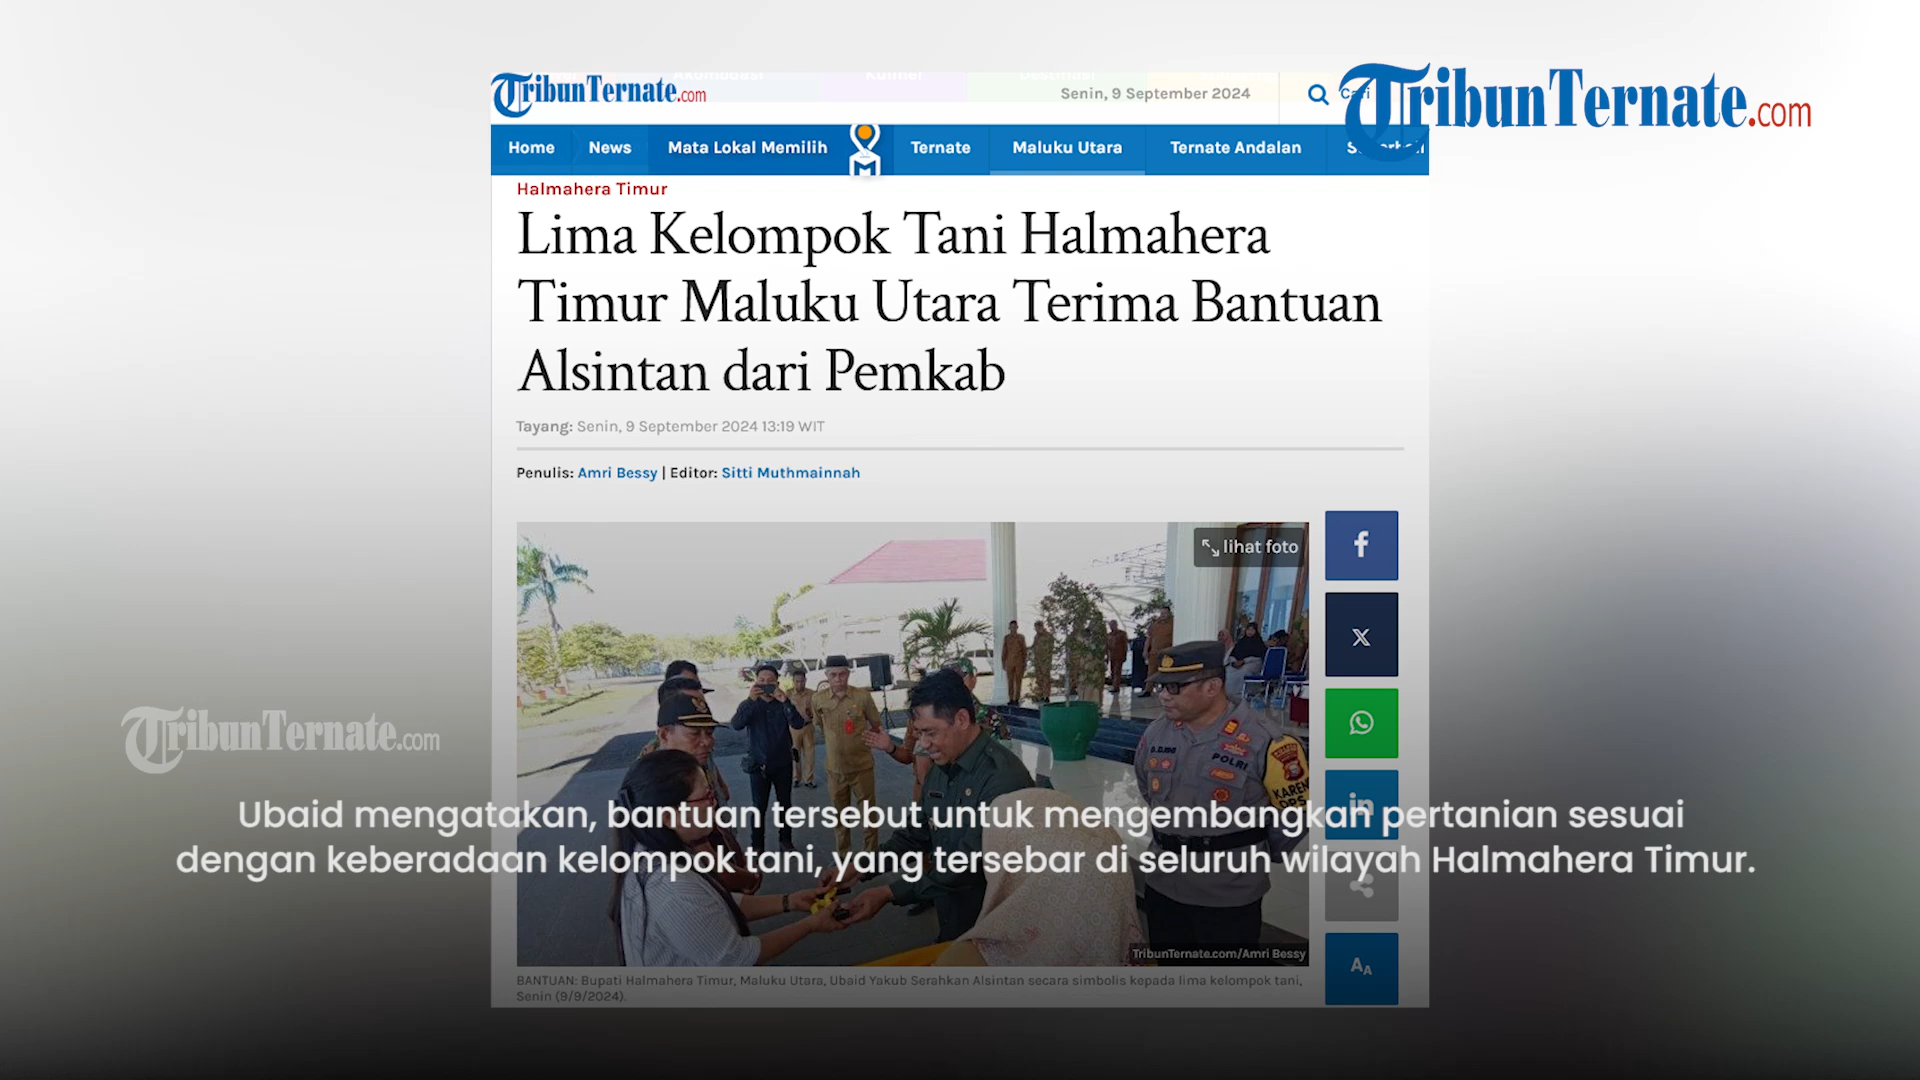 TribunTernate.com
Senin, 9 September 2024
Cari
TribunTernate.com
Home
News
Mata Lokal Memilih
Ternate
Maluku Utara
Ternate Andalan
Halmahera Timur
Lima Kelompok Tani Halmahera
Timur Maluku Utara Terima Bantuan
Alsintan dari Pemkab
Tayang: Senin, 9 September 2024 13:19 WIT
Penulis: Amri Bessy | Editor: Sitti Muthmainnah
lihat foto
POLRI
TribunTernate.com
Ubaid mengatakan, bantuan tersebut untuk mengembangkan pertanian sesuai
dengan keberadaan kelompok tani, yang tersebar di seluruh wilayah Halmahera Timur.
TribunTernate.com/Amri Bessy
AA
BANTUAN: Bupati Halmahera Timur, Maluku Utara, Ubaid Yakub Serahkan Alsintan secara simbolis kepada lima kelompok tani,
Senin (9/9/2024).